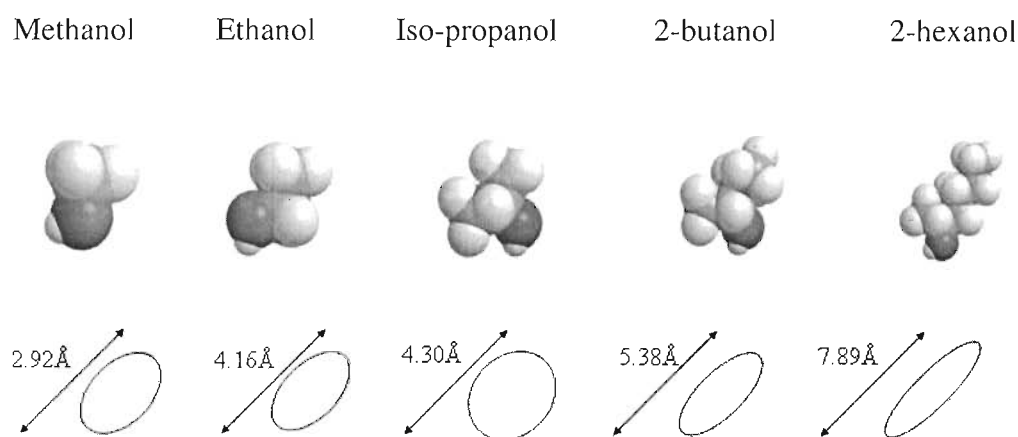 Methanol Ethanol Iso-propanol 2-butanol 2-hexanol
2.92Å 4.16Å 4.30Å 5.38Å 7.89Å